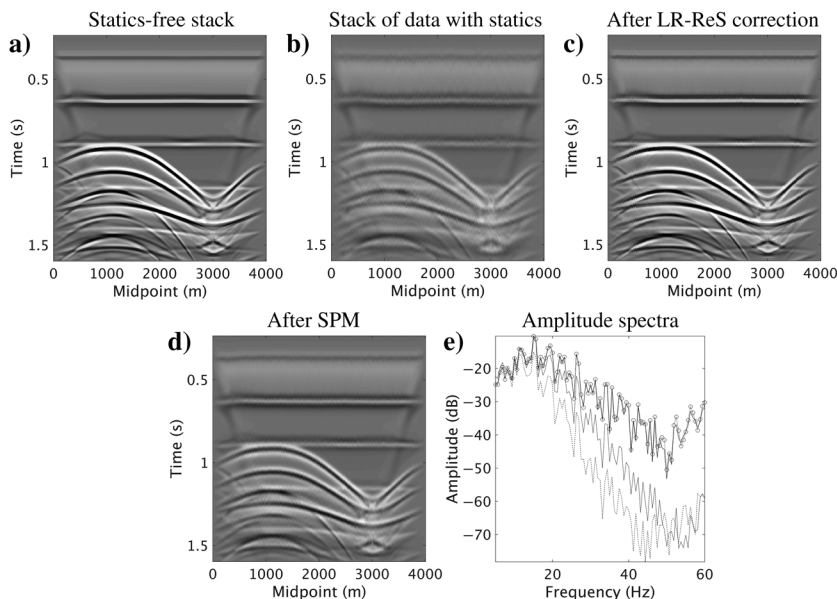 Statics-free stack
a)
0.5
1
1.5
Time (s)
0 1000 2000 3000 4000
Midpoint (m)
Stack of data with statics
b)
0.5
1
1.5
Time (s)
0 1000 2000 3000 4000
Midpoint (m)
After LR-ReS correction
c)
0.5
1
1.5
Time (s)
0 1000 2000 3000 4000
Midpoint (m)
After SPM
d)
0.5
1
1.5
Time (s)
0 1000 2000 3000 4000
Midpoint (m)
Amplitude spectra
e)
−20
−30
−40
−50
−60
−70
Amplitude (dB)
20 40 60
Frequency (Hz)